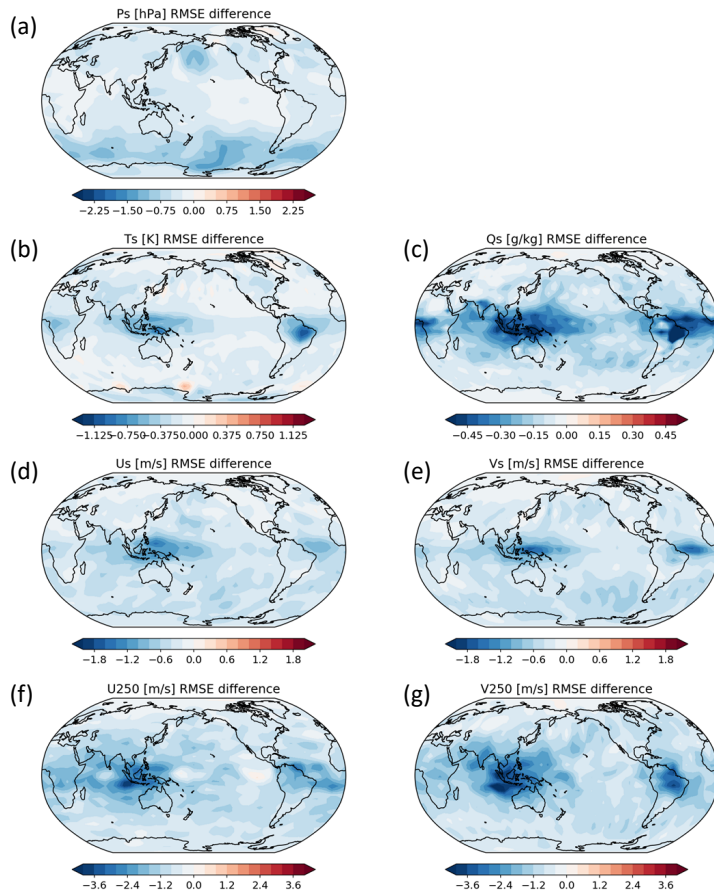 (a)
Ps [hPa] RMSE difference
−2.25 −1.50 −0.75 0.00 0.75 1.50 2.25
(b)
Ts [K] RMSE difference
(c)
Qs [g/kg] RMSE difference
−1.125−0.750−0.3750.000 0.375 0.750 1.125
−0.45 −0.30 −0.15 0.00 0.15 0.30 0.45
(d)
Us [m/s] RMSE difference
(e)
Vs [m/s] RMSE difference
−1.8 −1.2 −0.6 0.0 0.6 1.2 1.8
−1.8 −1.2 −0.6 0.0 0.6 1.2 1.8
(f)
U250 [m/s] RMSE difference
(g)
V250 [m/s] RMSE difference
−3.6 −2.4 −1.2 0.0 1.2 2.4 3.6
−3.6 −2.4 −1.2 0.0 1.2 2.4 3.6